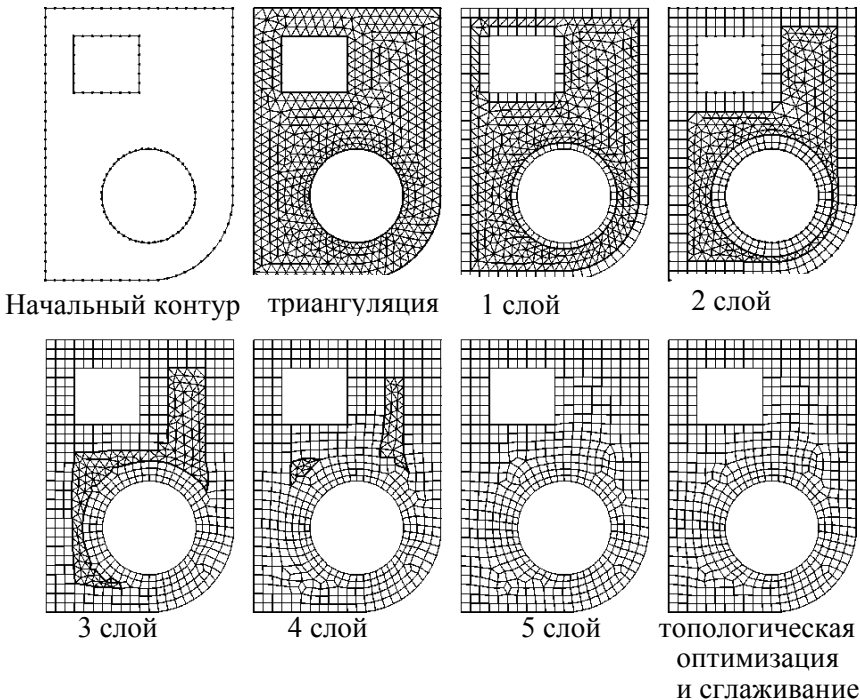 Начальный контур
триангуляция
1 слой
2 слой
3 слой
4 слой
5 слой
топологическая
оптимизация
и сглаживание